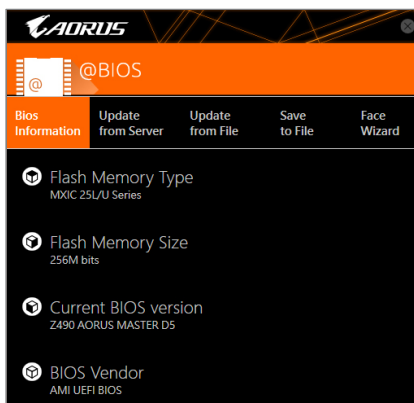 AORUS
@BIOS
@
Bios Information
Update from Server
Update from File
Save to File
Face Wizard
Flash Memory Type
MXIC 25L/U Series
Flash Memory Size
256M bits
Current BIOS version
Z490 AORUS MASTER D5
BIOS Vendor
AMI UEFI BIOS